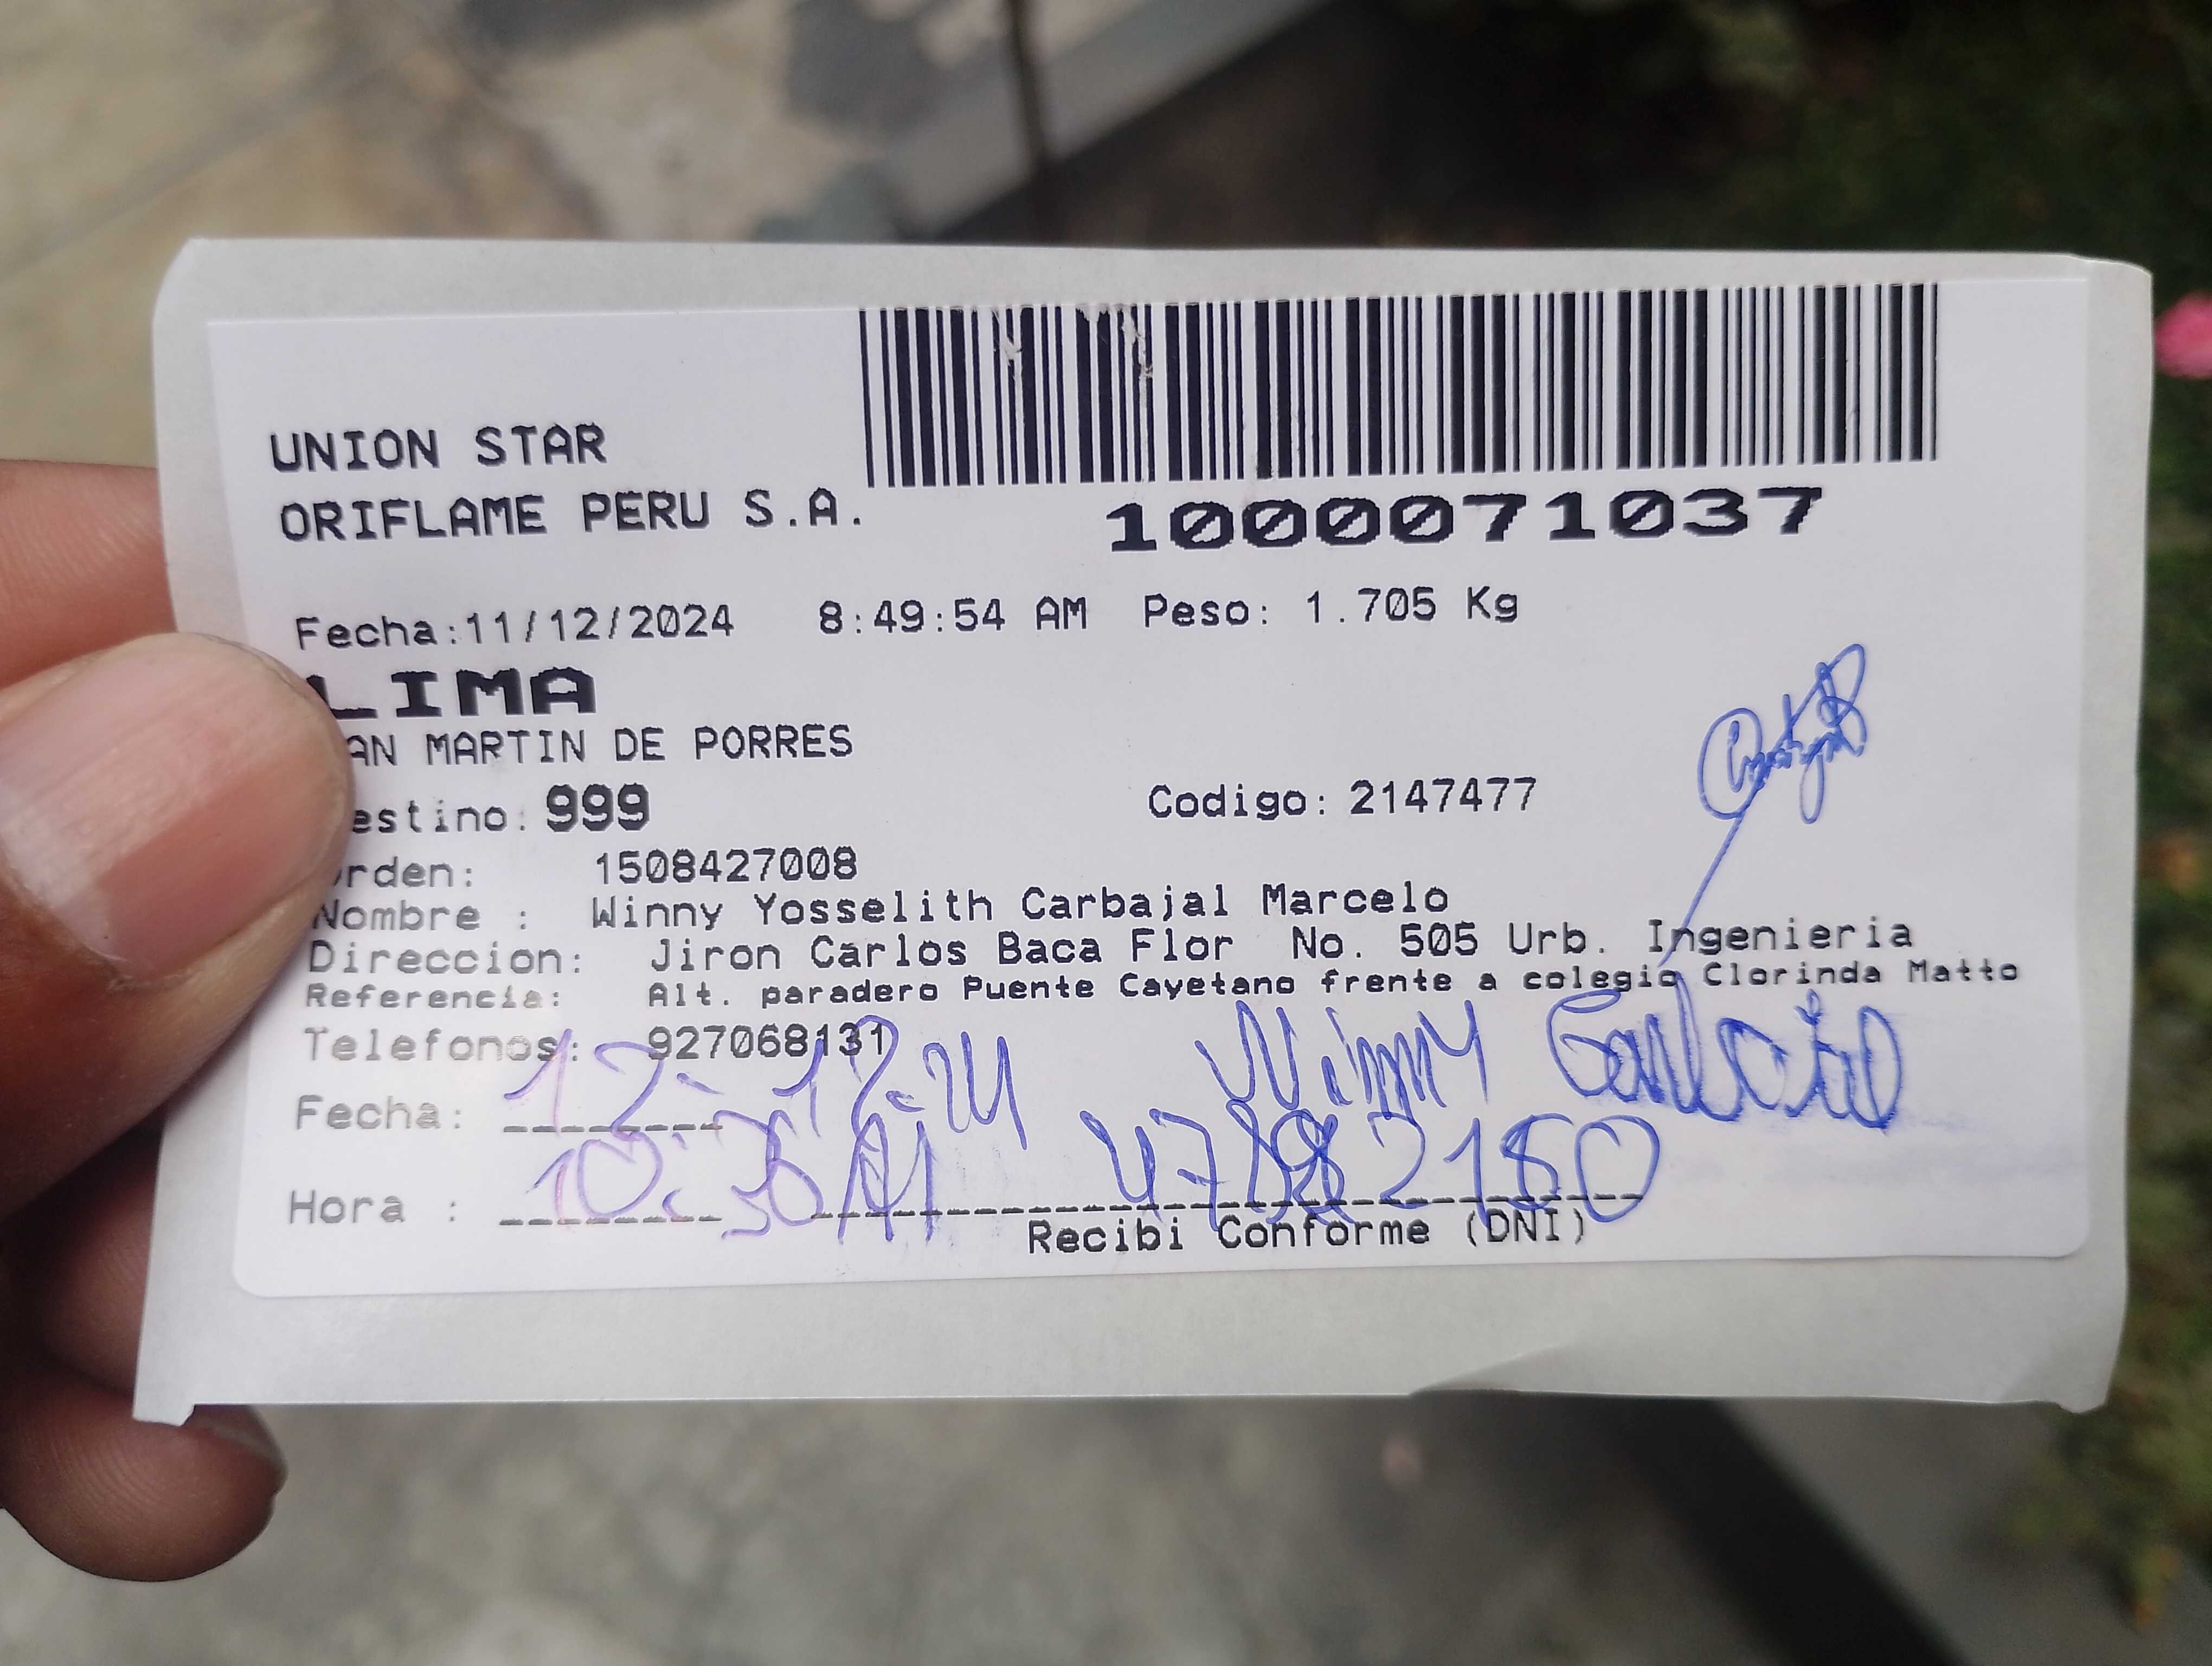 UNION STAR
ORIFLAME PERU S.A.
1000071037
Fecha:11/12/2024 8:49:54 AM Peso: 1.705 Kg
LIMA
AN MARTIN DE PORRES
estino: 999 Codigo: 2147477
rden: 1508427008
Nombre : Winny Yosselith Carbajal Marcelo
Direccion: Jiron Carlos Baca Flor No. 505 Urb. Ingenieria
Referencia: Alt. paradero Puente Cayetano frente a colegio Clorinda Matto
Telefonos: 927068131
Fecha: 12-12-24 Winny Carbajal
Hora : 10:36 AM
Recibi Conforme (DNI)